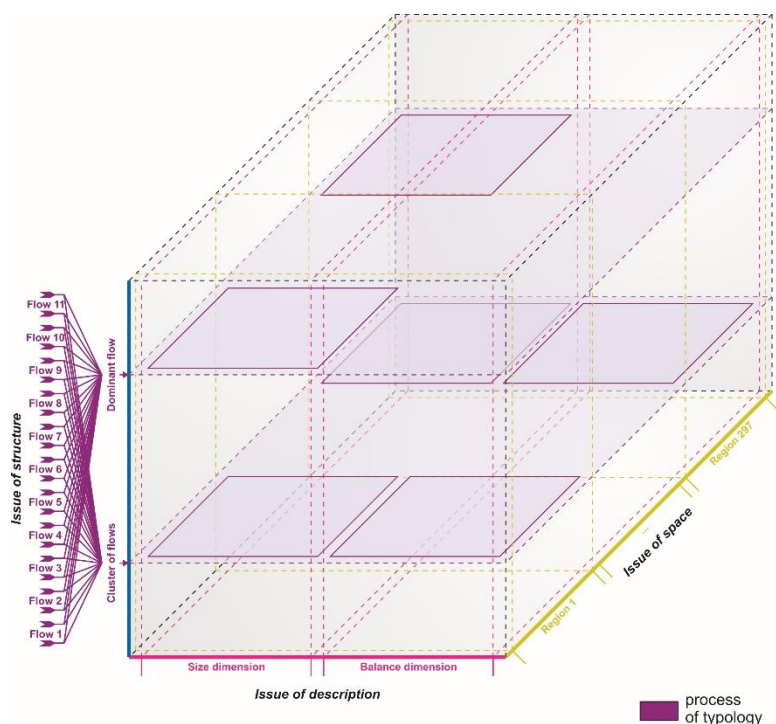 Flow 11
Flow 10
Flow 9
Flow 8
Flow 7
Flow 6
Flow 5
Flow 4
Flow 3
Flow 2
Flow 1
Issue of structure
Dominant flow
Cluster of flows
Size dimension
Balance dimension
Issue of description
Region 1
...
Region 297
Issue of space
process
of typology